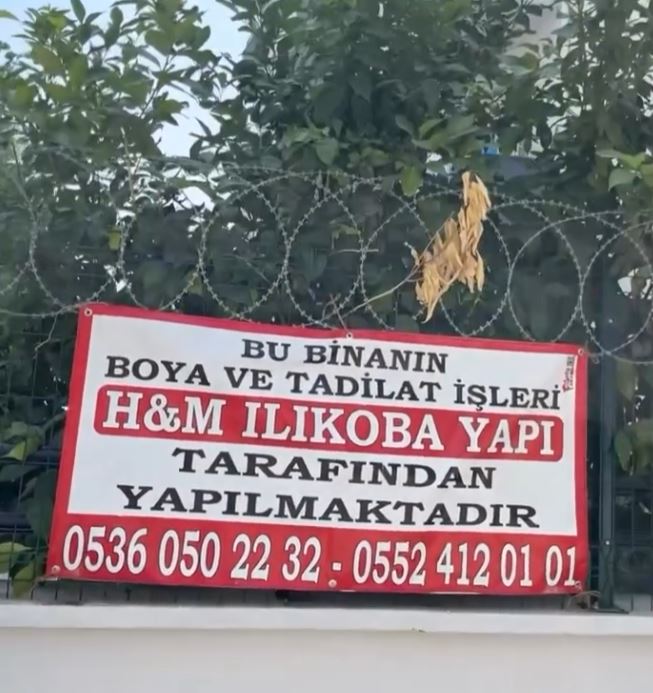 BU BİNANIN
BOYA VE TADİLAT İŞLERİ
H&M ILIKOBA YAPI
TARAFINDAN
YAPILMAKTADIR
0536 050 22 32 - 0552 412 01 01